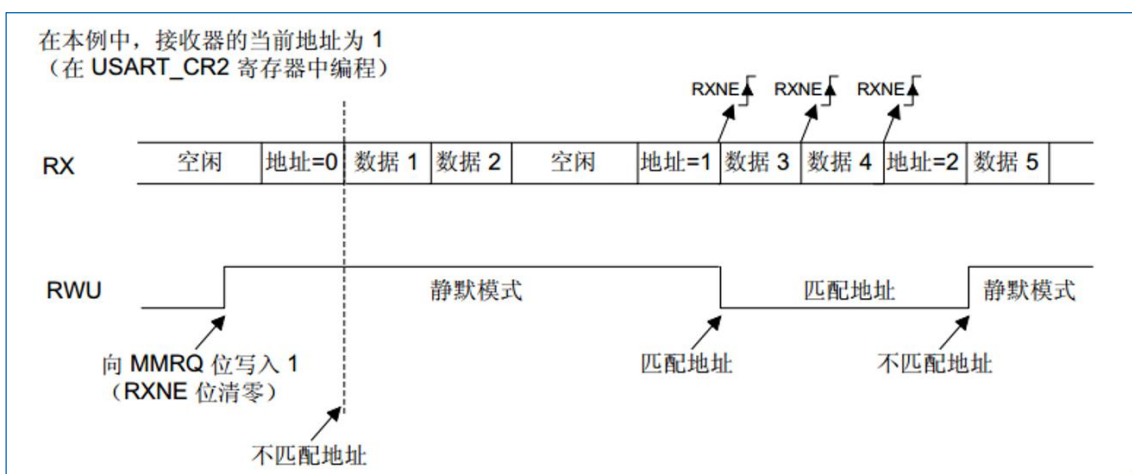 在本例中，接收器的当前地址为 1
（在 USART_CR2 寄存器中编程）
RXNE RXNE RXNE
RX 空闲 地址=0 数据 1 数据 2 空闲 地址=1 数据 3 数据 4 地址=2 数据 5
RWU 静默模式 匹配地址 静默模式
向 MMRQ 位写入 1
（RXNE 位清零）
匹配地址 不匹配地址
不匹配地址